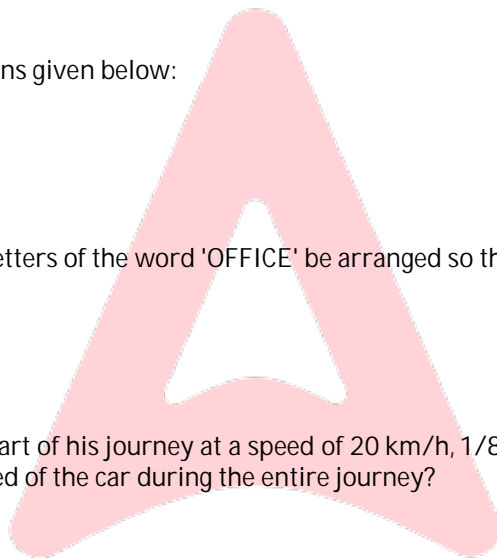 ns given below:
etters of the word 'OFFICE' be arranged so th
art of his journey at a speed of 20 km/h, 1/8
ed of the car during the entire journey?